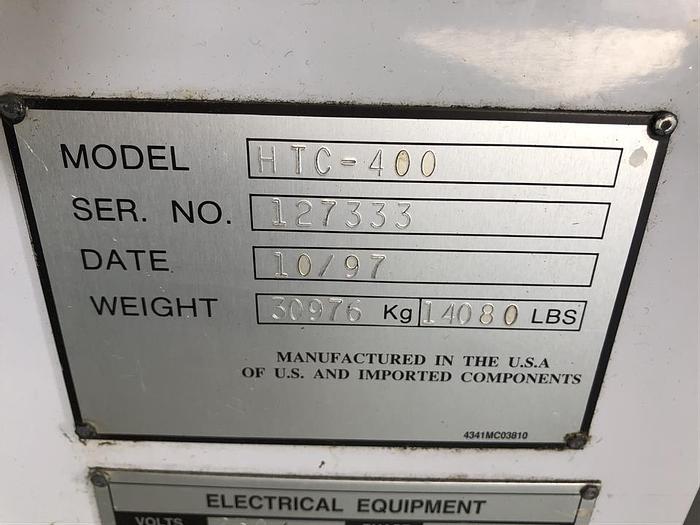 MODEL HTC-400
SER. NO. 127333
DATE 10/97
WEIGHT 30976 Kg 14080 LBS
MANUFACTURED IN THE U.S.A
OF U.S. AND IMPORTED COMPONENTS
4341MC03810
ELECTRICAL EQUIPMENT
VOLTS